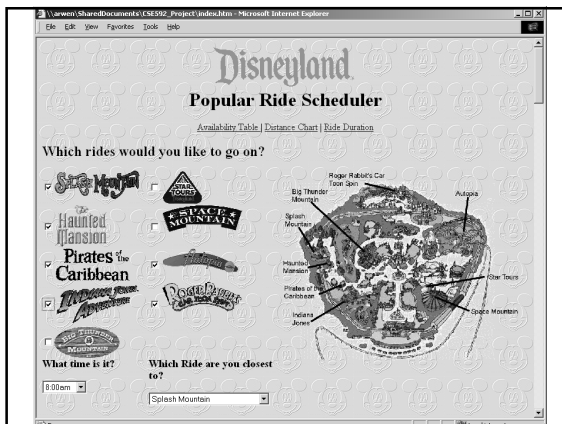 \\arwen\SharedDocuments\CSE592_Project\index.htm - Microsoft Internet Explorer
File Edit View Favorites Tools Help
Disneyland
Popular Ride Scheduler
Availability Table | Distance Chart | Ride Duration
Which rides would you like to go on?
Splash Mountain
STAR
TOURS
The
Haunted
Mansion
SPACE
MOUNTAIN
Pirates of the
Caribbean
INDIANA JONES
ADVENTURE
ROGER RABBIT'S
CAR TOON SPIN
BIG THUNDER
MOUNTAIN
Roger Rabbit's Car
Toon Spin
Big Thunder
Mountain
Autopia
Splash
Mountain
Haunted
Mansion
Star Tours
Pirates of the
Caribbean
Space Mountain
Indiana
Jones
What time is it?
8:00am
Which Ride are you closest
to?
Splash Mountain